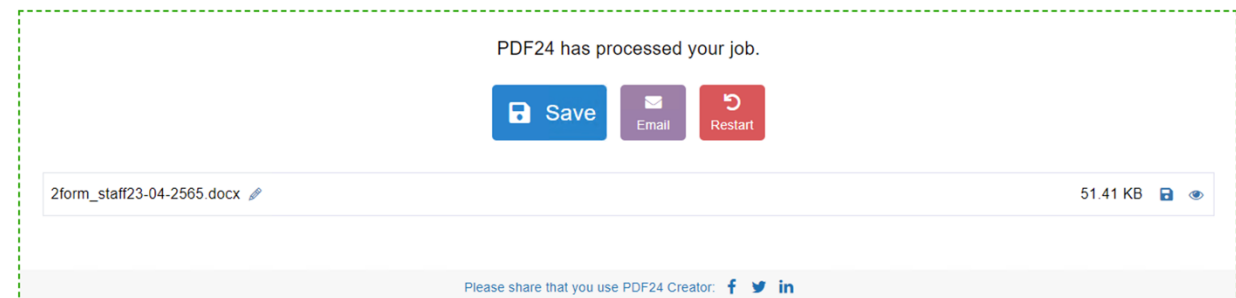 PDF24 has processed your job.
Save
Email
Restart
2form_staff23-04-2565.docx 51.41 KB
Please share that you use PDF24 Creator: